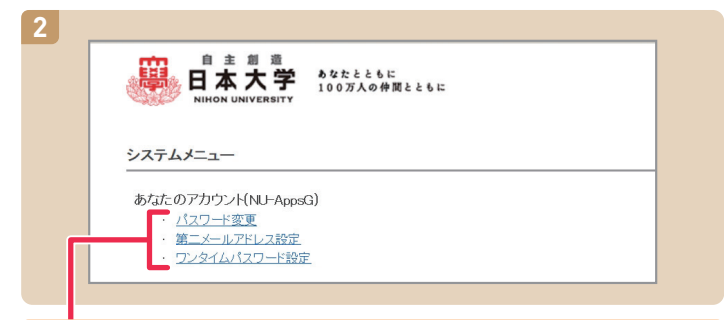 2
自主創造
日本大学
NIHON UNIVERSITY
あなたとともに
100万人の仲間とともに
システムメニュー
あなたのアカウント(NU-AppsG)
・ パスワード変更
・ 第二メールアドレス設定
・ ワンタイムパスワード設定